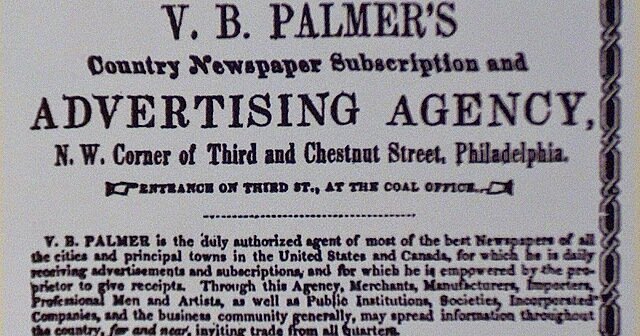 V. B. PALMER'S
Country Newspaper Subscription and
ADVERTISING AGENCY,
N. W. Corner of Third and Chestnut Street, Philadelphia.
ENTRANCE ON THIRD ST., AT THE COAL OFFICE.
V. B. PALMER is the duly authorized agent of most of the best Newspapers of all
the cities and principal towns in the United States and Canada, for which he is daily
receiving advertisements and subscriptions, and for which he is empowered by the pro-
prietor to give receipts. Through this Agency, Merchants, Manufacturers, Importers,
Professional Men and Artists, as well as Public Institutions, Societies, Incorporated
Companies, and the business community generally, may spread information throughout
the country, far and near, inviting trade from all quarters.